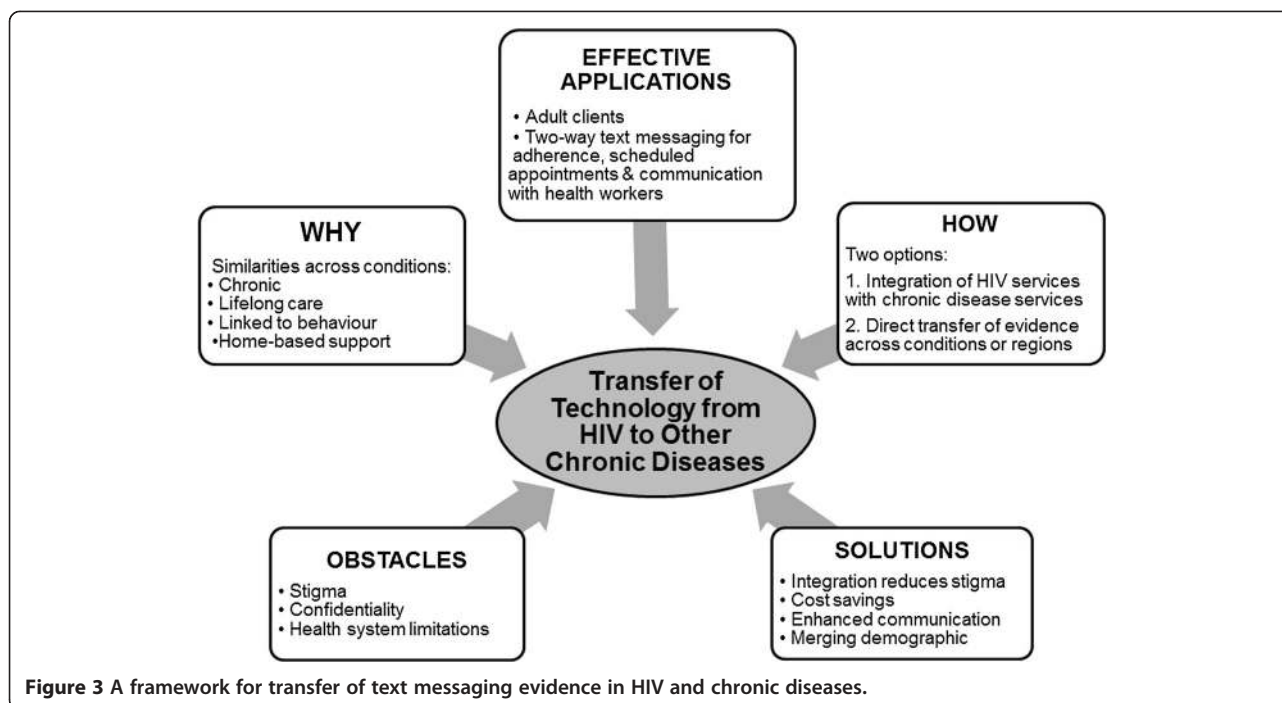 EFFECTIVE
APPLICATIONS
• Adult clients
• Two-way text messaging for
adherence, scheduled
appointments & communication
with health workers
WHY
Similarities across conditions:
• Chronic
• Lifelong care
• Linked to behaviour
•Home-based support
HOW
Two options:
1. Integration of HIV services
with chronic disease services
2. Direct transfer of evidence
across conditions or regions
Transfer of
Technology from
HIV to Other
Chronic Diseases
OBSTACLES
• Stigma
• Confidentiality
• Health system limitations
SOLUTIONS
• Integration reduces stigma
• Cost savings
• Enhanced communication
• Merging demographic
Figure 3 A framework for transfer of text messaging evidence in HIV and chronic diseases.